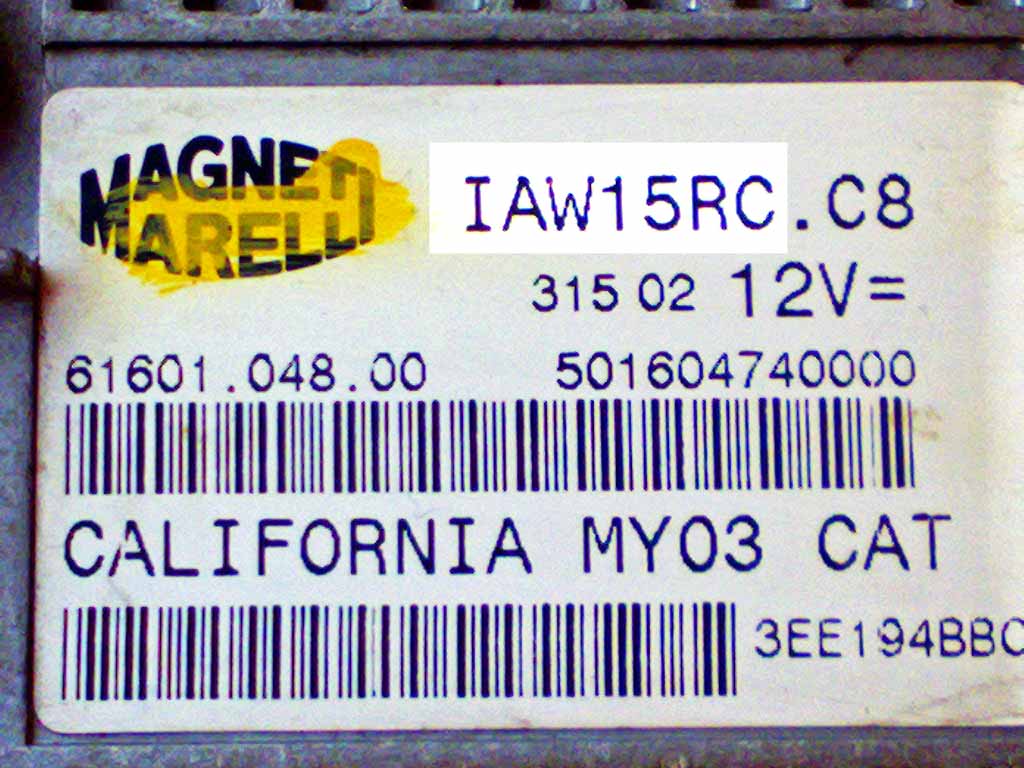 MAGNETI
MARELLI
IAW15RC.C8
315 02 12V=
61601.048.00 501604740000
CALIFORNIA MY03 CAT
3EE194BBC